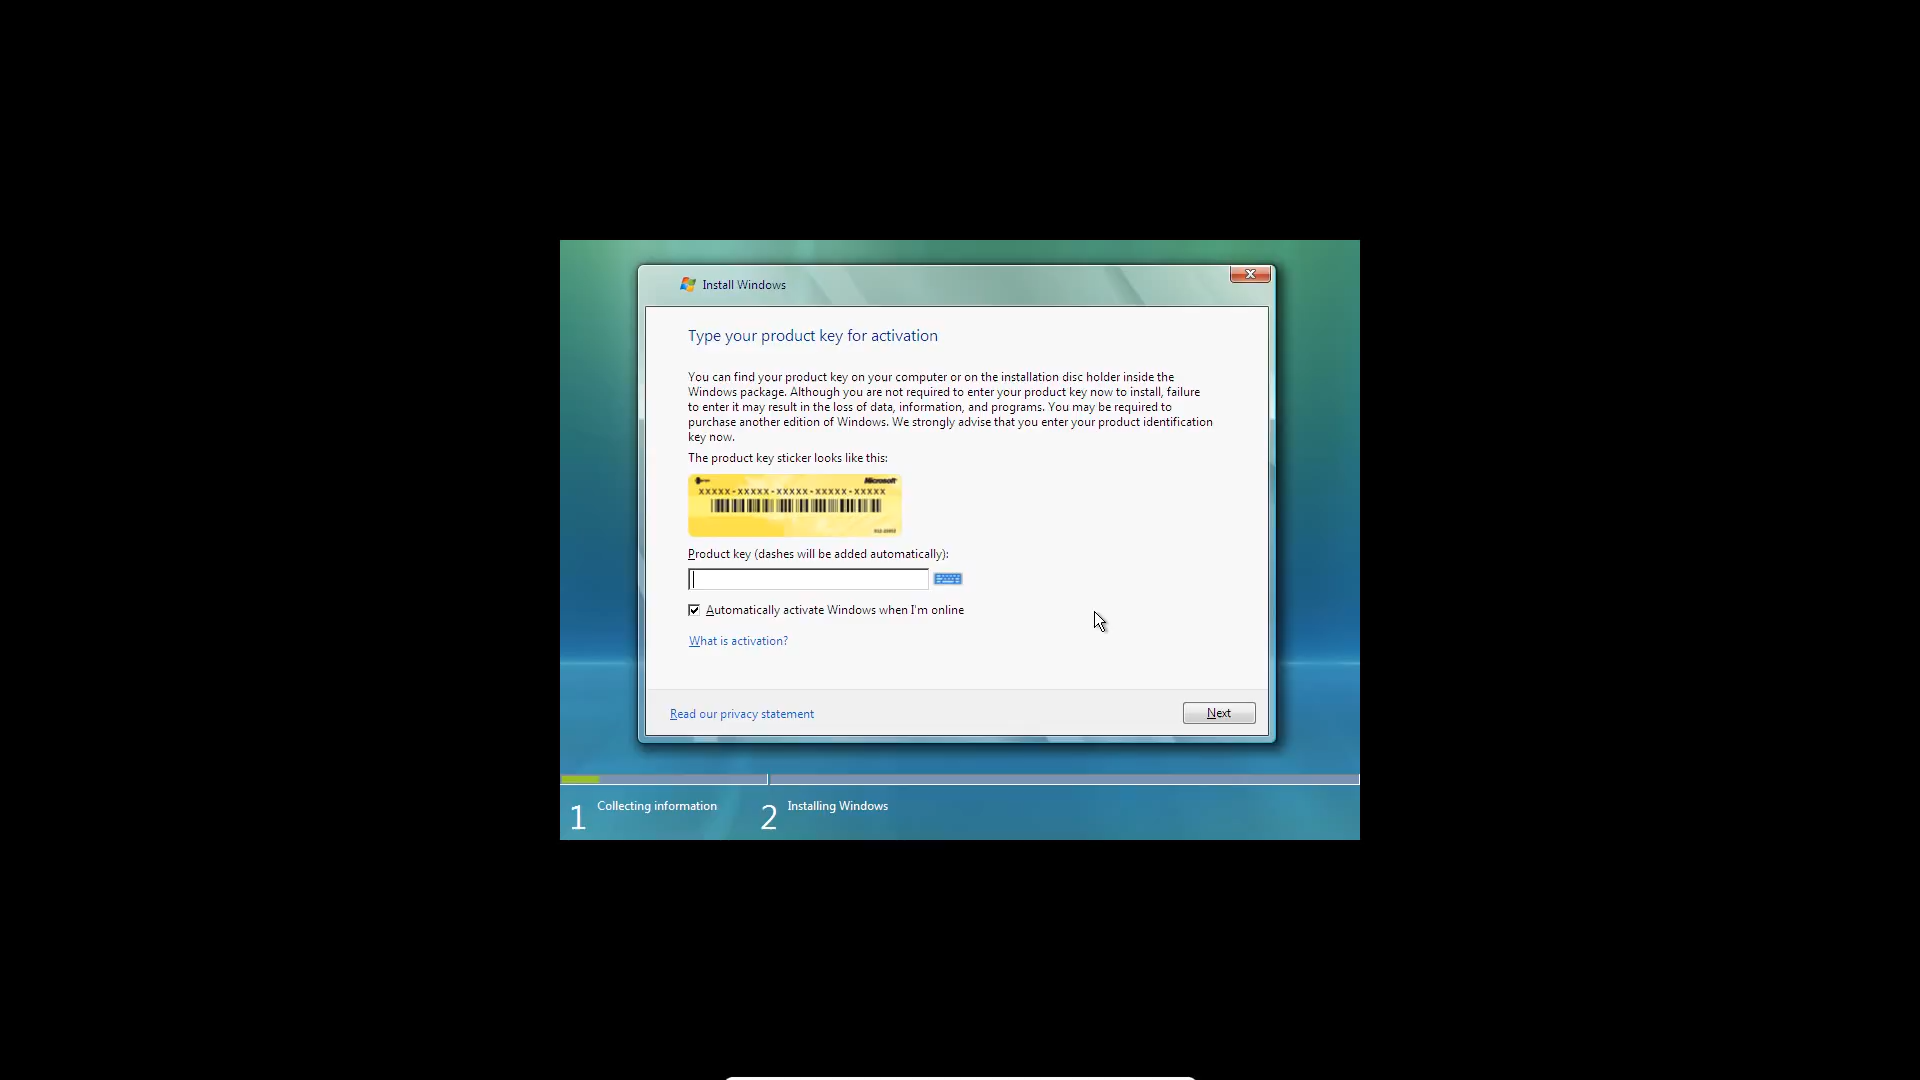 Install Windows
Type your product key for activation
You can find your product key on your computer or on the installation disc holder inside the
Windows package. Although you are not required to enter your product key now to install, failure
to enter it may result in the loss of data, information, and programs. You may be required to
purchase another edition of Windows. We strongly advise that you enter your product identification
key now.
The product key sticker looks like this:
Microsoft
XXXXX-XXXXX-XXXXX-XXXXX-XXXXX
Product key (dashes will be added automatically):
Automatically activate Windows when I'm online
What is activation?
Read our privacy statement
Next
1 Collecting information
2 Installing Windows